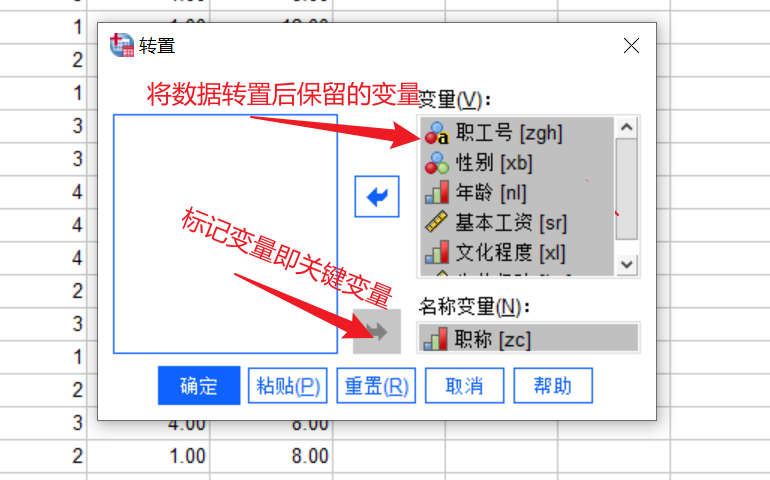 1
1.00
2
转置
1
将数据转置后保留的变量
变量(V)：
3
职工号 [zgh]
3
性别 [xb]
4
年龄 [nl]
4
标记变量即关键变量
基本工资 [sr]
4
文化程度 [xl]
2
名称变量(N)：
3
职称 [zc]
1
2
确定
粘贴(P)
重置(R)
取消
帮助
3
4.00
8.00
2
1.00
8.00